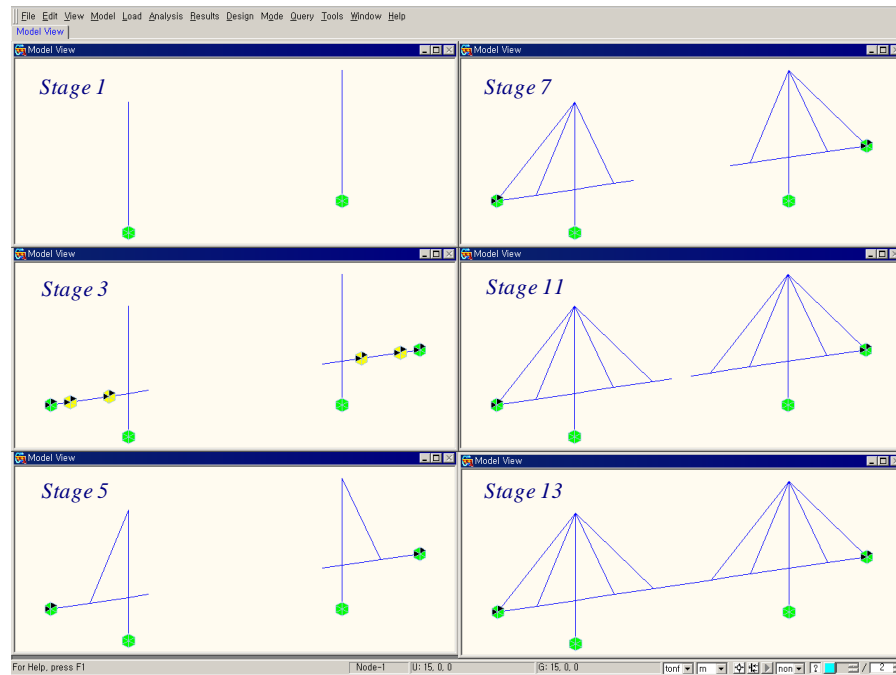 File Edit View Model Load Analysis Results Design Mode Query Tools Window Help
Model View
Model View
Stage 1
Model View
Stage 7
Model View
Stage 3
Model View
Stage 11
Model View
Stage 5
Model View
Stage 13
For Help, press F1 Node-1 U: 15, 0, 0 G: 15, 0, 0 tonf m non ? / 2